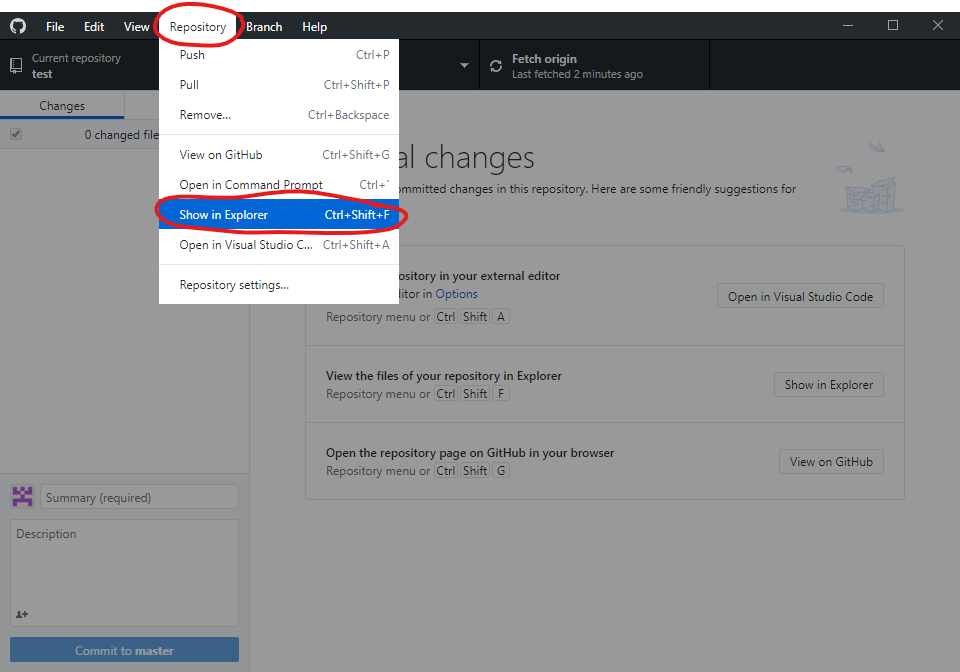 File Edit View Repository Branch Help
Current repository
test
Fetch origin
Last fetched 2 minutes ago
Push Ctrl+P
Pull Ctrl+Shift+P
Remove... Ctrl+Backspace
View on GitHub Ctrl+Shift+G
Open in Command Prompt Ctrl+`
Show in Explorer Ctrl+Shift+F
Open in Visual Studio C... Ctrl+Shift+A
Repository settings...
Changes
0 changed file
al changes
ommitted changes in this repository. Here are some friendly suggestions for
ository in your external editor
itor in Options
Repository menu or Ctrl Shift A
Open in Visual Studio Code
View the files of your repository in Explorer
Repository menu or Ctrl Shift F
Show in Explorer
Open the repository page on GitHub in your browser
Repository menu or Ctrl Shift G
View on GitHub
Summary (required)
Description
Commit to master